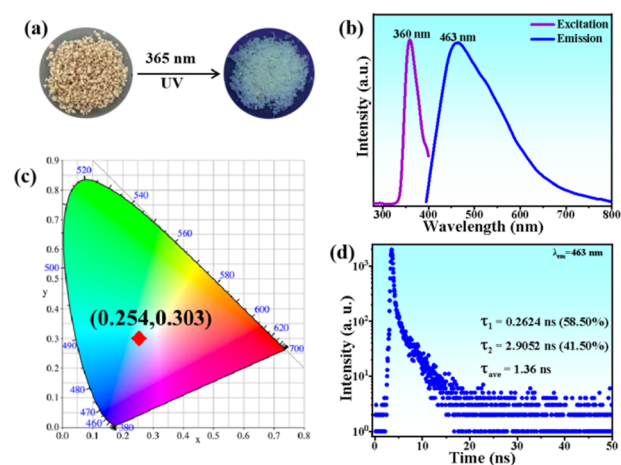 (a)
365 nm
UV
(b)
Excitation
Emission
360 nm
463 nm
Intensity (a.u.)
300 400 500 600 700 800
Wavelength (nm)
(c)
0.9
0.8
0.7
0.6
0.5
0.4
0.3
0.2
0.1
0.0
y
520
540
560
580
600
620
700
500
490
480
470
460
380
(0.254,0.303)
0.0 0.1 0.2 0.3 0.4 0.5 0.6 0.7 0.8
x
(d)
λem=463 nm
τ1 = 0.2624 ns (58.50%)
τ2 = 2.9052 ns (41.50%)
τave = 1.36 ns
Intensity (a. u.)
10³
10²
10¹
10⁰
0 10 20 30 40 50
Time (ns)